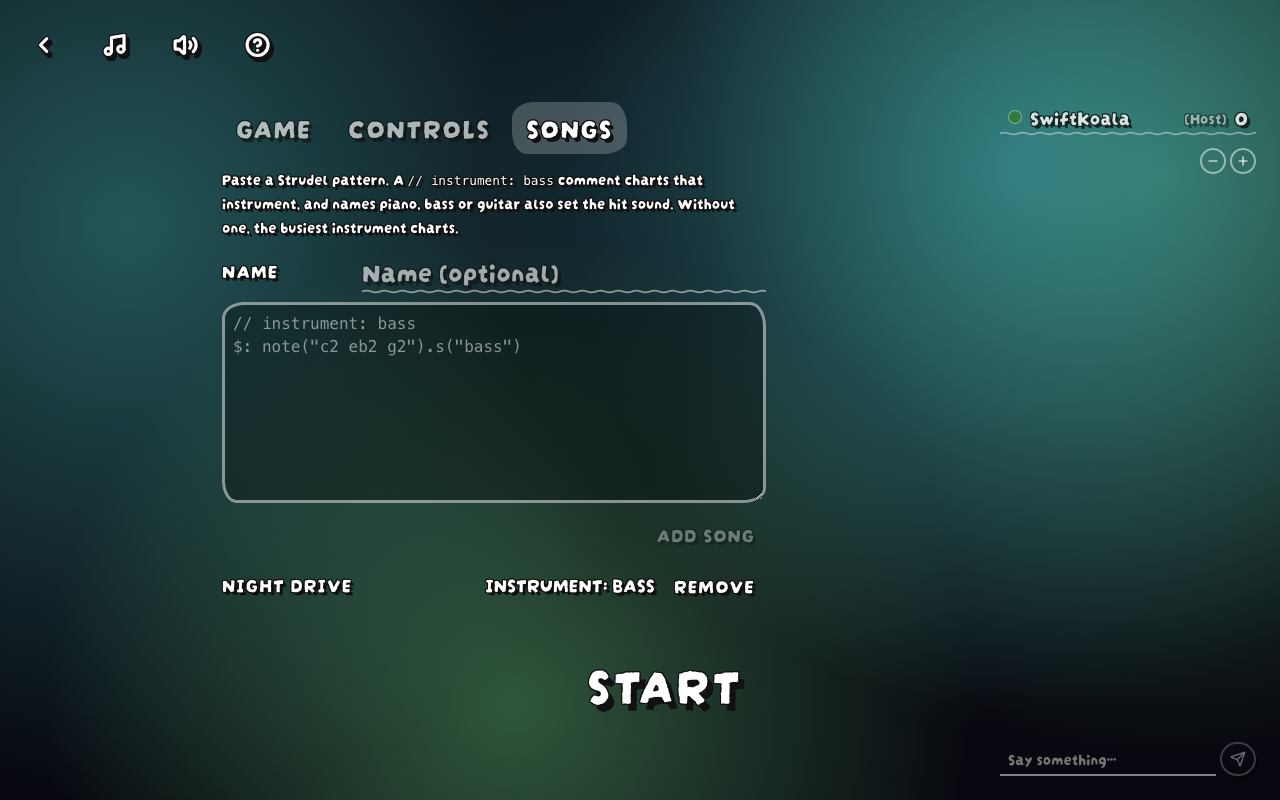 GAME CONTROLS SONGS
SwiftKoala (Host) 0
Paste a Strudel pattern. A // instrument: bass comment charts that
instrument, and names piano, bass or guitar also set the hit sound. Without
one, the busiest instrument charts.
NAME Name (optional)
// instrument: bass
$: note("c2 eb2 g2").s("bass")
ADD SONG
NIGHT DRIVE INSTRUMENT: BASS REMOVE
START
Say something...